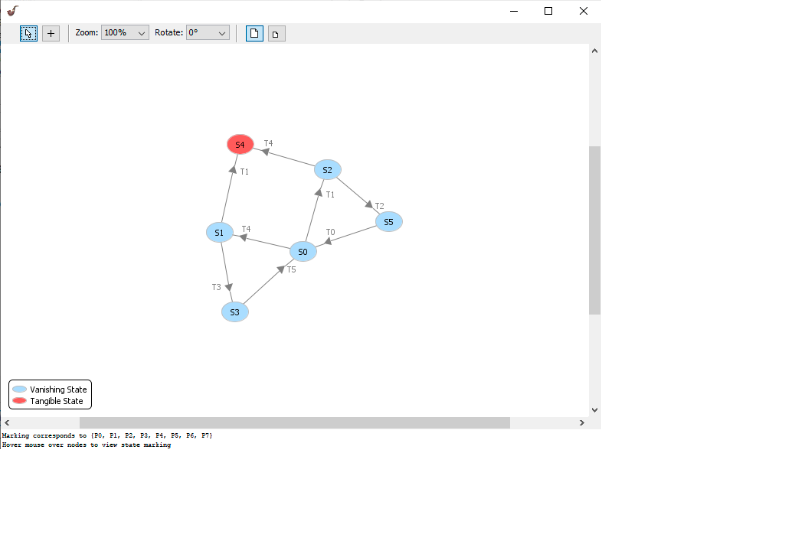 + Zoom: 100% Rotate: 0°
S4
T4
T1
S2
T1
T2
S5
T0
S1
T4
S0
T5
T3
S3
Vanishing State
Tangible State
Marking corresponds to {P0, P1, P2, P3, P4, P5, P6, P7}
Hover mouse over nodes to view state marking